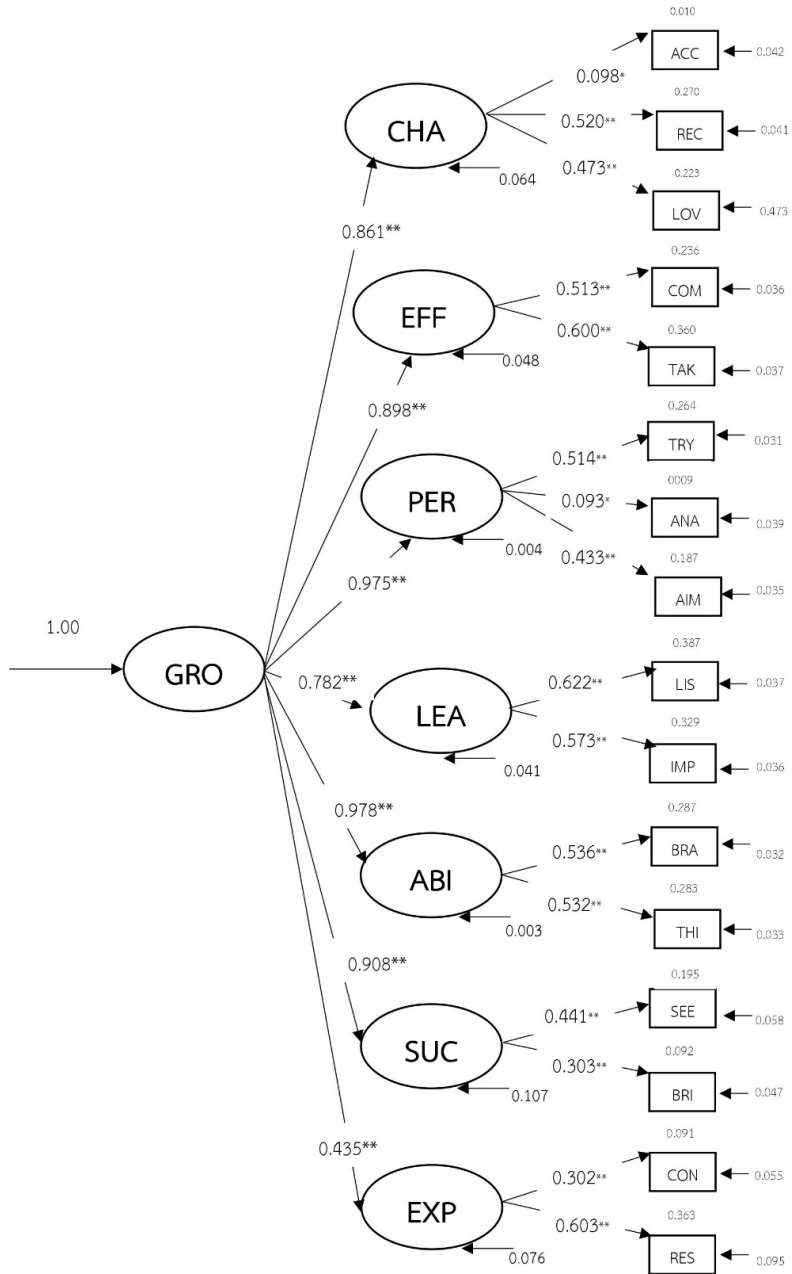 0.010
ACC
0.042
0.098*
0.270
CHA
0.520**
REC
0.041
0.473**
0.223
0.064
LOV
0.473
0.861**
0.236
0.513**
COM
0.036
EFF
0.600**
0.360
0.048
TAK
0.037
0.898**
0.264
0.514**
TRY
0.031
PER
0009
0.093*
ANA
0.039
0.004
0.433**
0.187
0.975**
AIM
0.035
1.00
GRO
0.782**
0.387
0.622**
LIS
0.037
LEA
0.329
0.573**
0.041
IMP
0.036
0.978**
0.287
0.536**
BRA
0.032
ABI
0.283
0.532**
0.003
THI
0.033
0.908**
0.195
0.441**
SEE
0.058
SUC
0.092
0.303**
0.107
BRI
0.047
0.435**
0.091
0.302**
CON
0.055
EXP
0.363
0.603**
0.076
RES
0.095